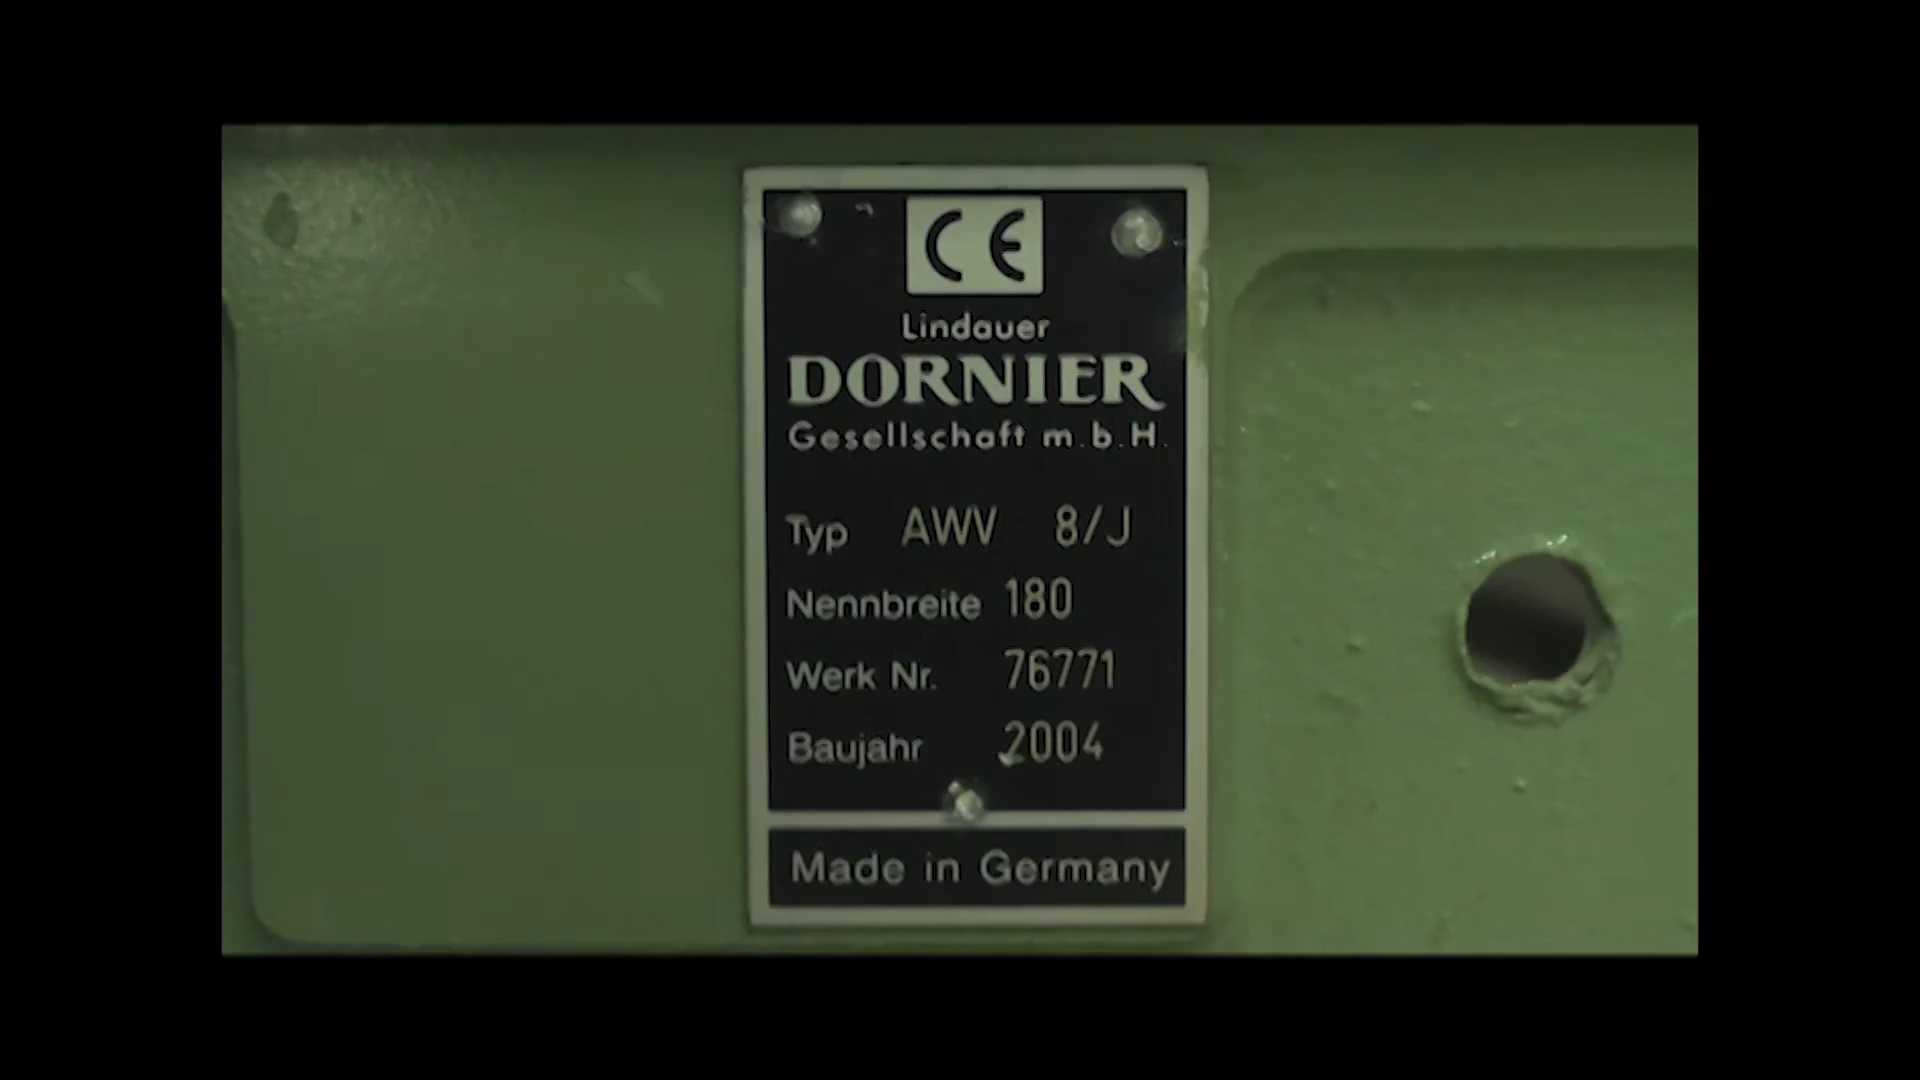 CE
Lindauer
DORNIER
Gesellschaft m.b.H.
Typ AWV 8/J
Nennbreite 180
Werk Nr. 76771
Baujahr 2004
Made in Germany